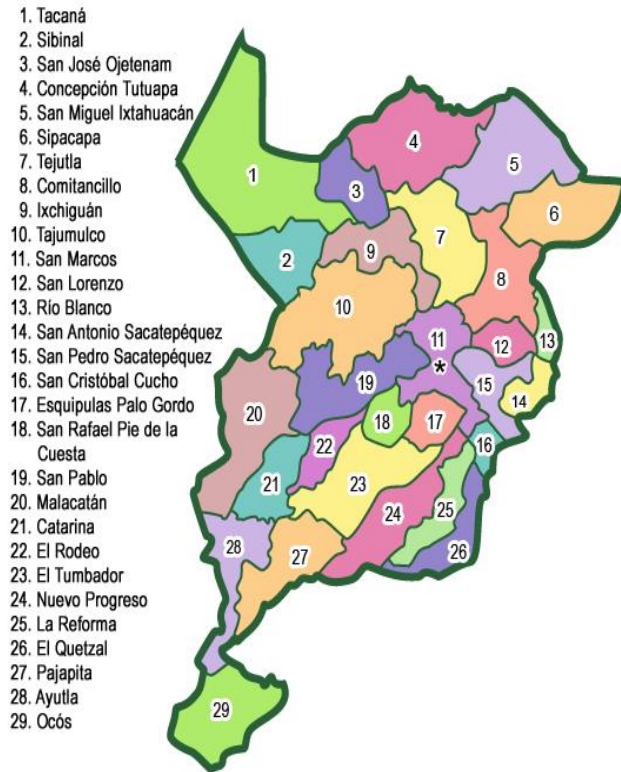 1. Tacaná
2. Sibinal
3. San José Ojetenam
4. Concepción Tutuapa
5. San Miguel Ixtahuacán
6. Sipacapa
7. Tejutla
8. Comitancillo
9. Ixchiguán
10. Tajumulco
11. San Marcos
12. San Lorenzo
13. Río Blanco
14. San Antonio Sacatepéquez
15. San Pedro Sacatepéquez
16. San Cristóbal Cucho
17. Esquipulas Palo Gordo
18. San Rafael Pie de la
Cuesta
19. San Pablo
20. Malacatán
21. Catarina
22. El Rodeo
23. El Tumbador
24. Nuevo Progreso
25. La Reforma
26. El Quetzal
27. Pajapita
28. Ayutla
29. Ocós
4
5
1
3
6
7
2
9
8
10
11
12
13
*
15
19
14
20
18
17
16
22
21
23
25
24
28
27
26
29